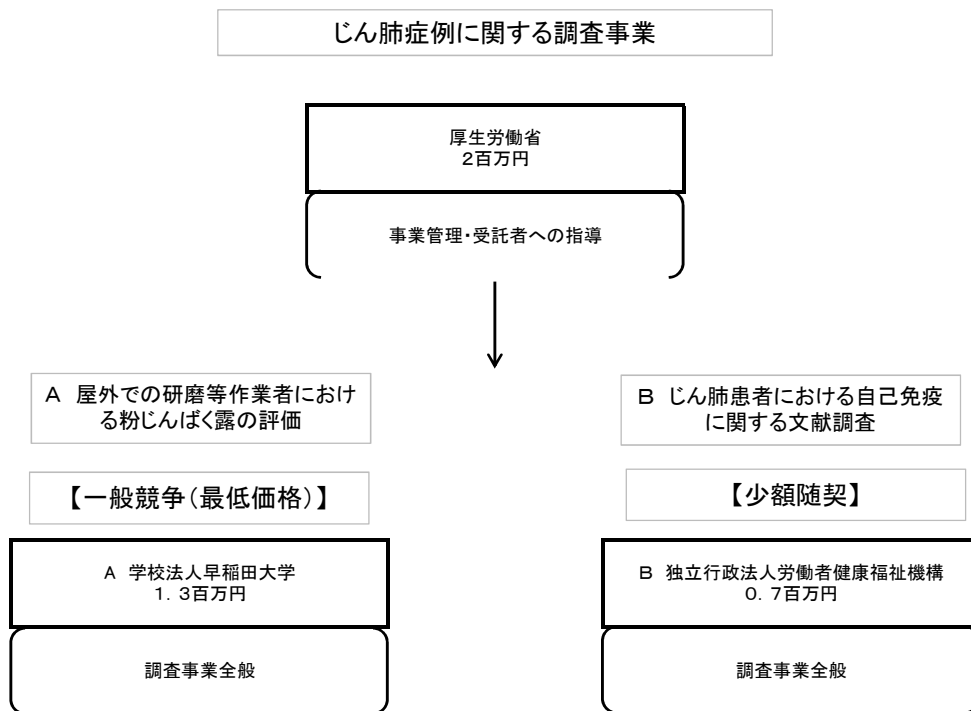 じん肺症例に関する調査事業
厚生労働省
２百万円
事業管理・受託者への指導
A　屋外での研磨等作業者におけ
る粉じんばく露の評価
【一般競争（最低価格）】
A　学校法人早稲田大学
１．３百万円
調査事業全般
B　じん肺患者における自己免疫
に関する文献調査
【少額随契】
B　独立行政法人労働者健康福祉機構
０．７百万円
調査事業全般